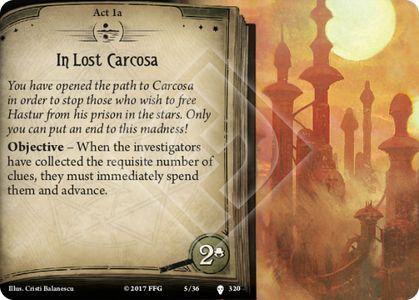 Act 1a
In Lost Carcosa
You have opened the path to Carcosa
in order to stop those who wish to free
Hastur from his prison in the stars. Only
you can put an end to this madness!
Objective – When the investigators
have collected the requisite number of
clues, they must immediately spend
them and advance.
2
Illus. Cristi Balanescu © 2017 FFG 5/36 320